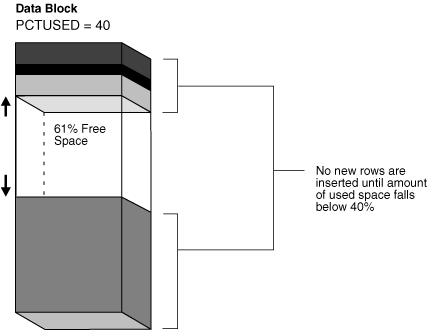 Data Block
PCTUSED = 40
61% Free
Space
No new rows are
inserted until amount
of used space falls
below 40%